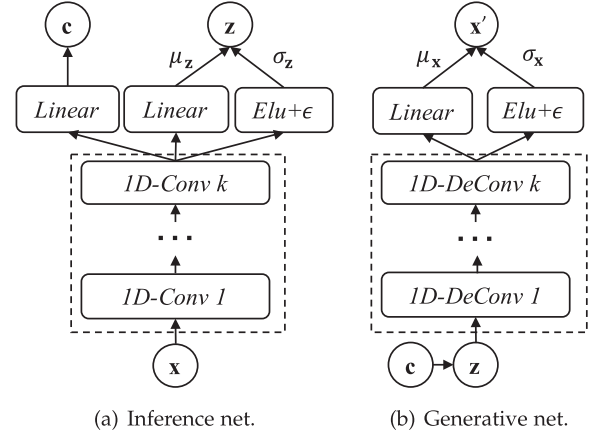 c z x′
μz σz μx σx
Linear Linear Elu+ϵ Linear Elu+ϵ
1D-Conv k 1D-DeConv k
... ...
1D-Conv 1 1D-DeConv 1
x c z
(a) Inference net. (b) Generative net.